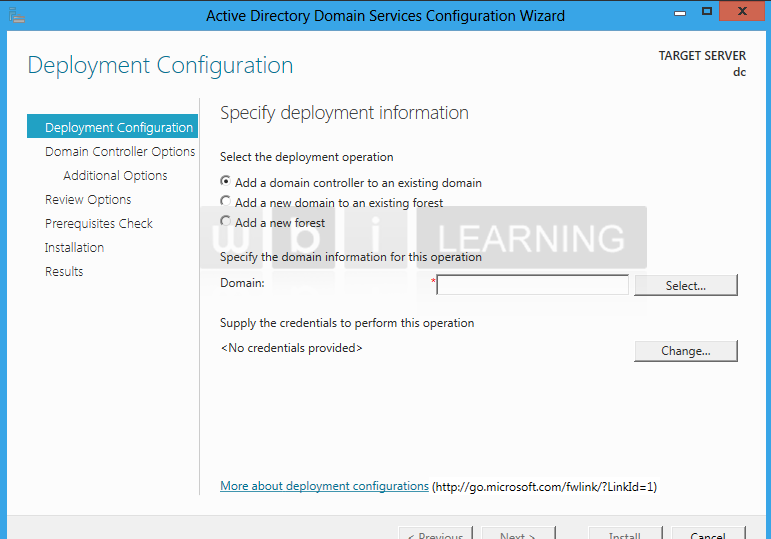 Active Directory Domain Services Configuration Wizard
Deployment Configuration
TARGET SERVER
dc
Deployment Configuration
Domain Controller Options
Additional Options
Review Options
Prerequisites Check
Installation
Results
Specify deployment information
Select the deployment operation
Add a domain controller to an existing domain
Add a new domain to an existing forest
Add a new forest
wbi LEARNING
Specify the domain information for this operation
Domain: * Select...
Supply the credentials to perform this operation
<No credentials provided> Change...
More about deployment configurations (http://go.microsoft.com/fwlink/?LinkId=1)
< Previous Next > Install Cancel